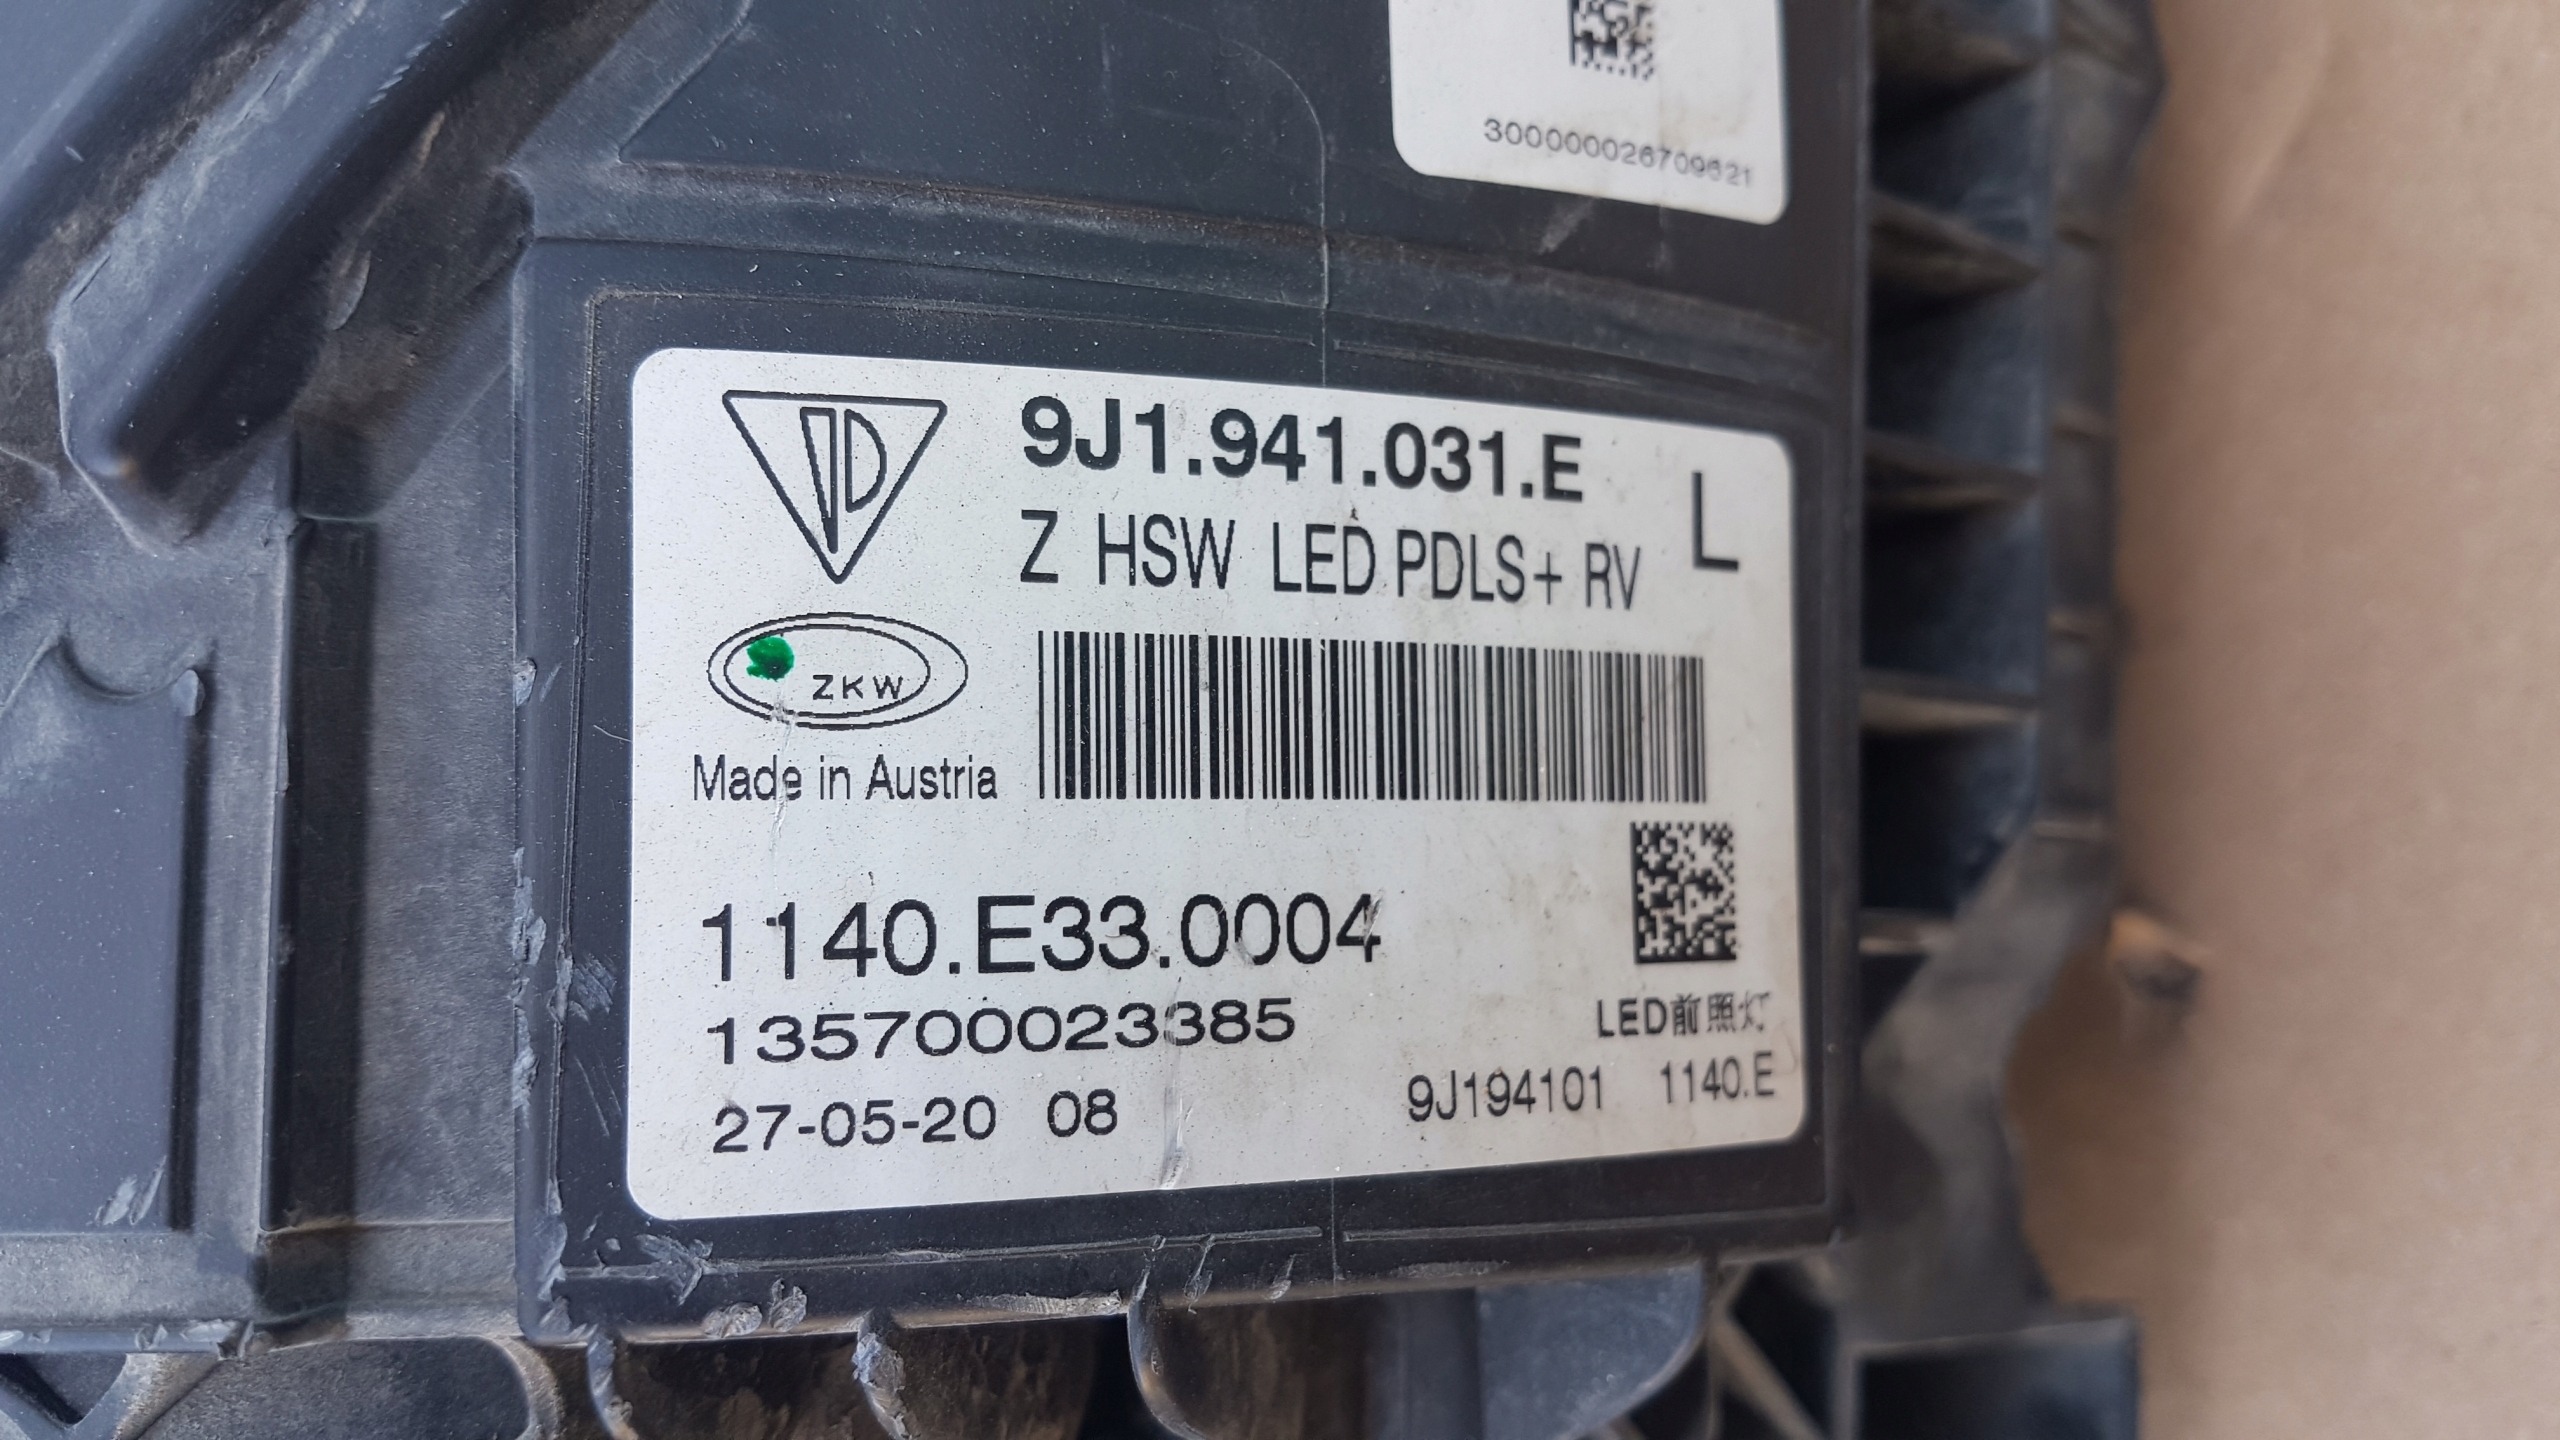 300000026709621
9J1.941.031.E
L
Z HSW LED PDLS+ RV
ZKW
Made in Austria
1140.E33.0004
135700023385
LED前照灯
27-05-20 08
9J194101 1140.E